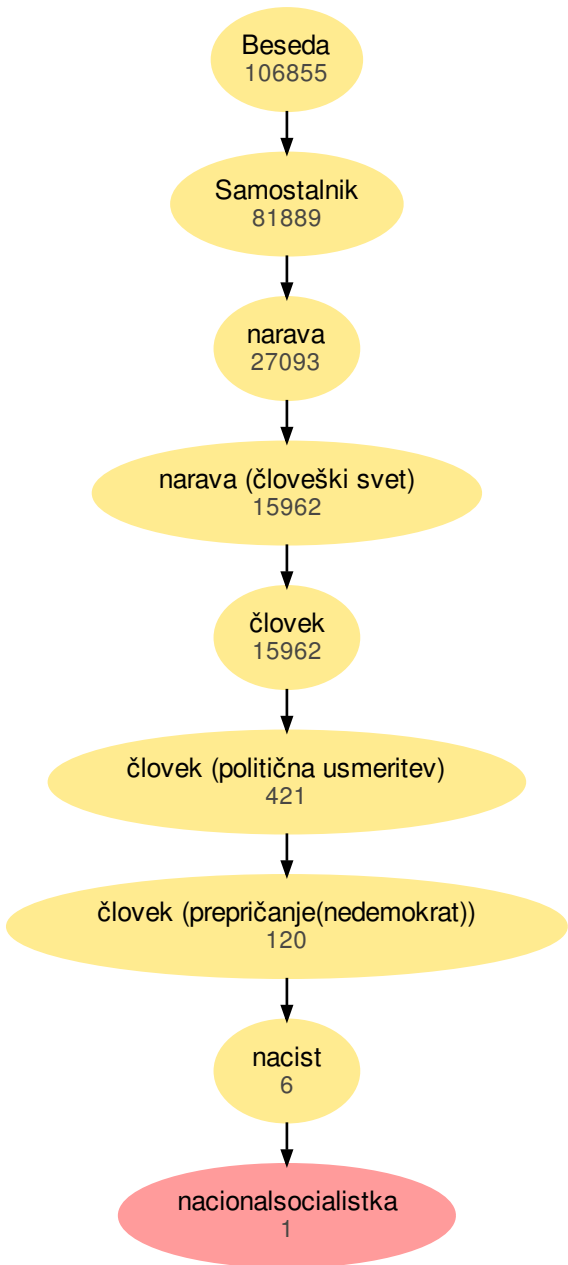 Beseda
106855
Samostalnik
81889
narava
27093
narava (človeški svet)
15962
človek
15962
človek (politična usmeritev)
421
človek (prepričanje(nedemokrat))
120
nacist
6
nacionalsocialistka
1